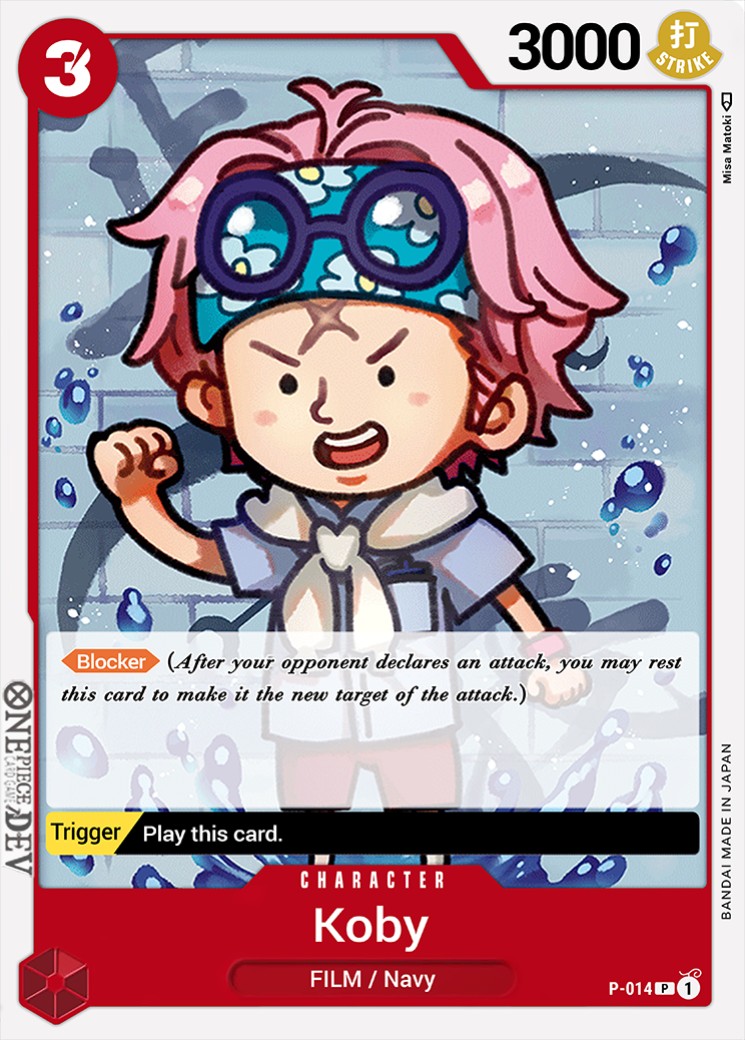 3
3000
打
STRIKE
Misa Matoki
Blocker (After your opponent declares an attack, you may rest
this card to make it the new target of the attack.)
Trigger Play this card.
ONE PIECE
CARD GAME
/DEV
BANDAI MADE IN JAPAN
CHARACTER
Koby
FILM / Navy
P-014 P 1